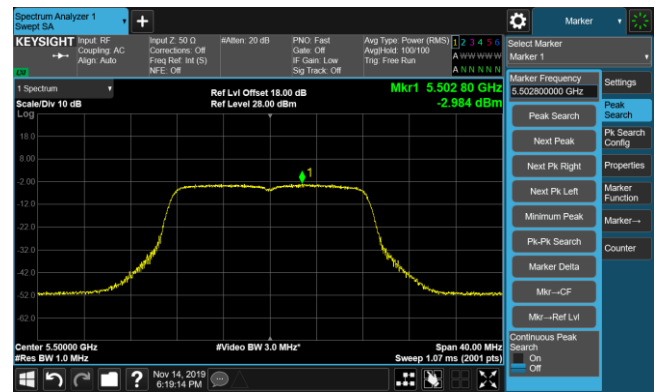 Spectrum Analyzer 1
Swept SA
Marker
KEYSIGHT
Input: RF
Coupling: AC
Align: Auto
Input Z: 50 Ω
Corrections: Off
Freq Ref: Int (S)
NFE: Off
#Atten: 20 dB
PNO: Fast
Gate: Off
IF Gain: Low
Sig Track: Off
Avg Type: Power (RMS)
Avg|Hold: 100/100
Trig: Free Run
1 2 3 4 5 6
A W W W W W
A N N N N N
Select Marker
Marker 1
1 Spectrum
Scale/Div 10 dB
Log
Ref Lvl Offset 18.00 dB
Ref Level 28.00 dBm
Mkr1 5.502 80 GHz
-2.984 dBm
18.0
8.00
-2.00
-12.0
-22.0
-32.0
-42.0
-52.0
-62.0
1
Center 5.50000 GHz
#Res BW 1.0 MHz
#Video BW 3.0 MHz*
Span 40.00 MHz
Sweep 1.07 ms (2001 pts)
Marker Frequency
5.502800000 GHz
Peak Search
Next Peak
Next Pk Right
Next Pk Left
Minimum Peak
Pk-Pk Search
Marker Delta
Mkr→CF
Mkr→Ref Lvl
Continuous Peak
Search
On
Off
Settings
Peak
Search
Pk Search
Config
Properties
Marker
Function
Marker→
Counter
?
Nov 14, 2019
6:19:14 PM